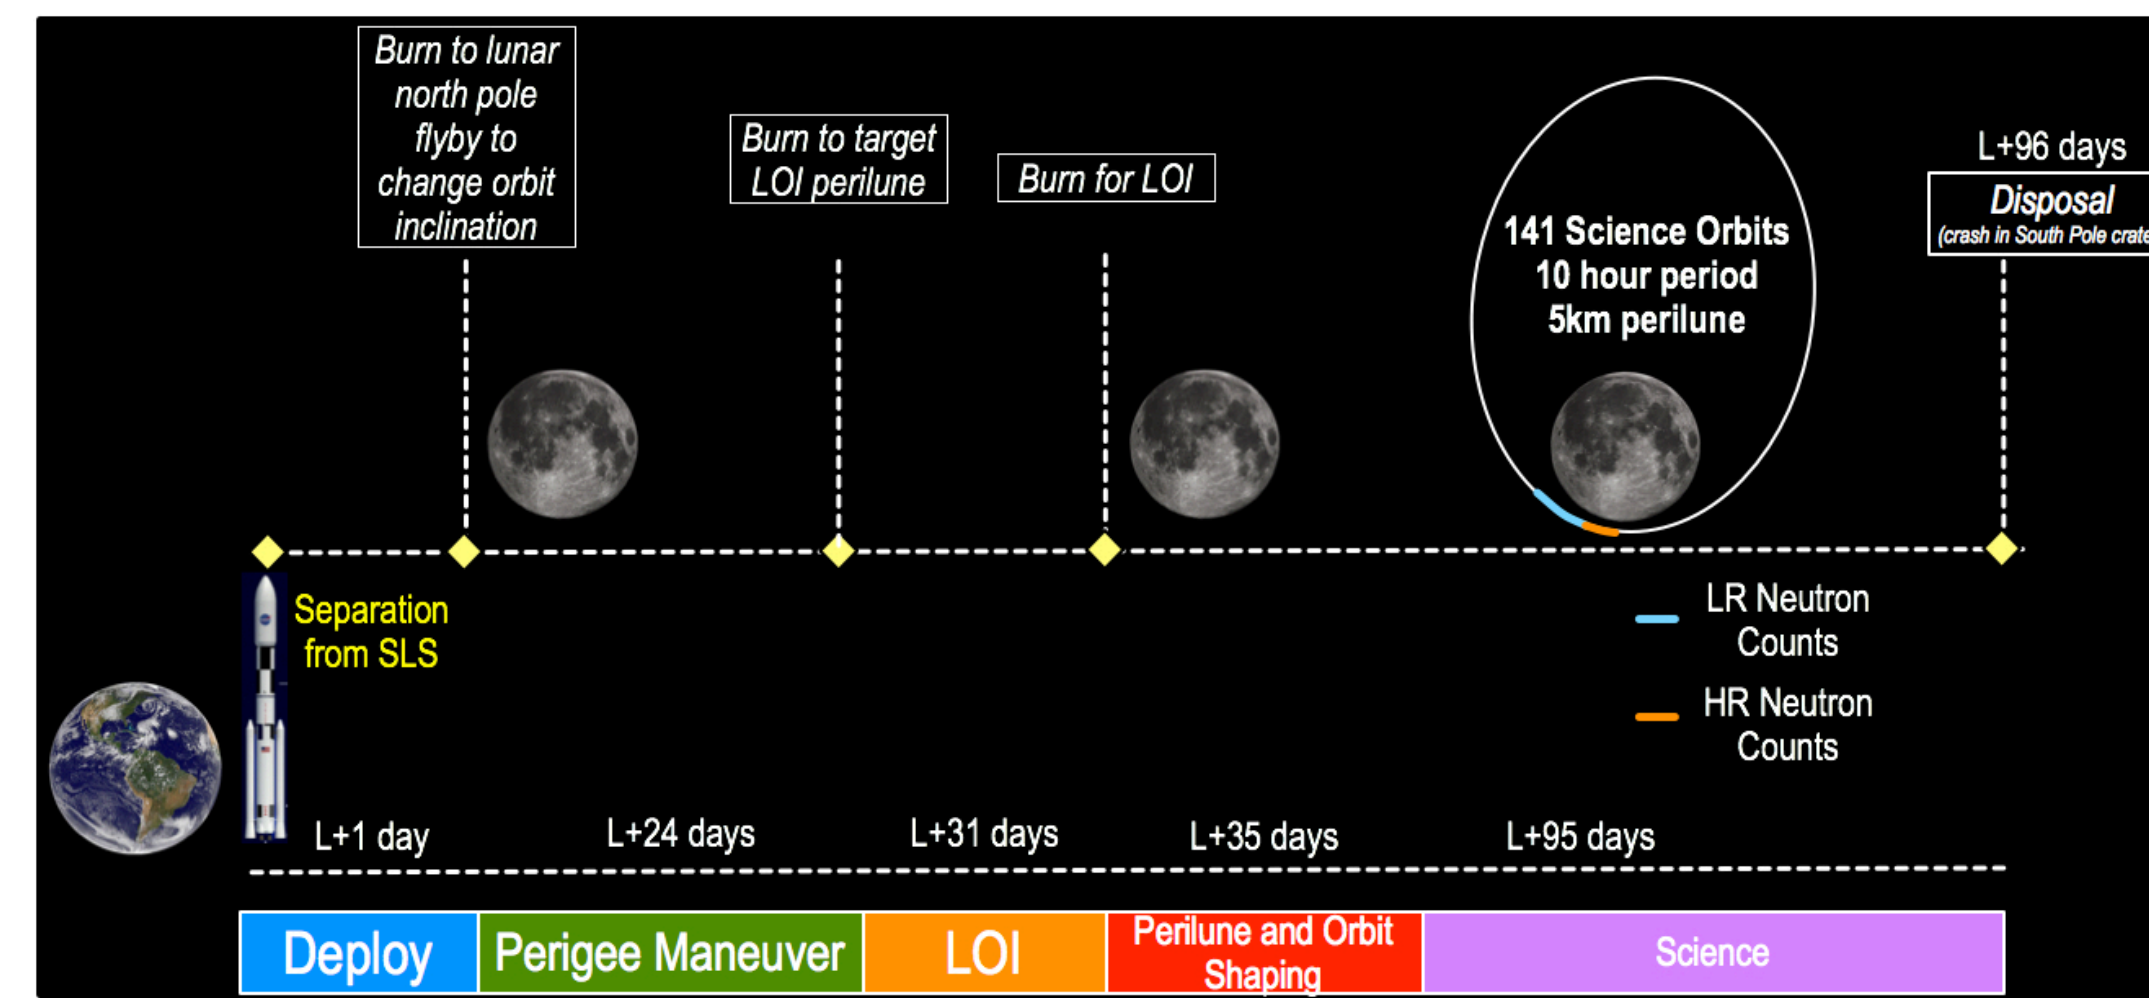 Burn to lunar
north pole
flyby to
change orbit
inclination
Burn to target
LOI perilune
Burn for LOI
141 Science Orbits
10 hour period
5km perilune
L+96 days
Disposal
(crash in South Pole crate
Separation
from SLS
LR Neutron
Counts
HR Neutron
Counts
L+1 day
L+24 days
L+31 days
L+35 days
L+95 days
Deploy
Perigee Maneuver
LOI
Perilune and Orbit
Shaping
Science